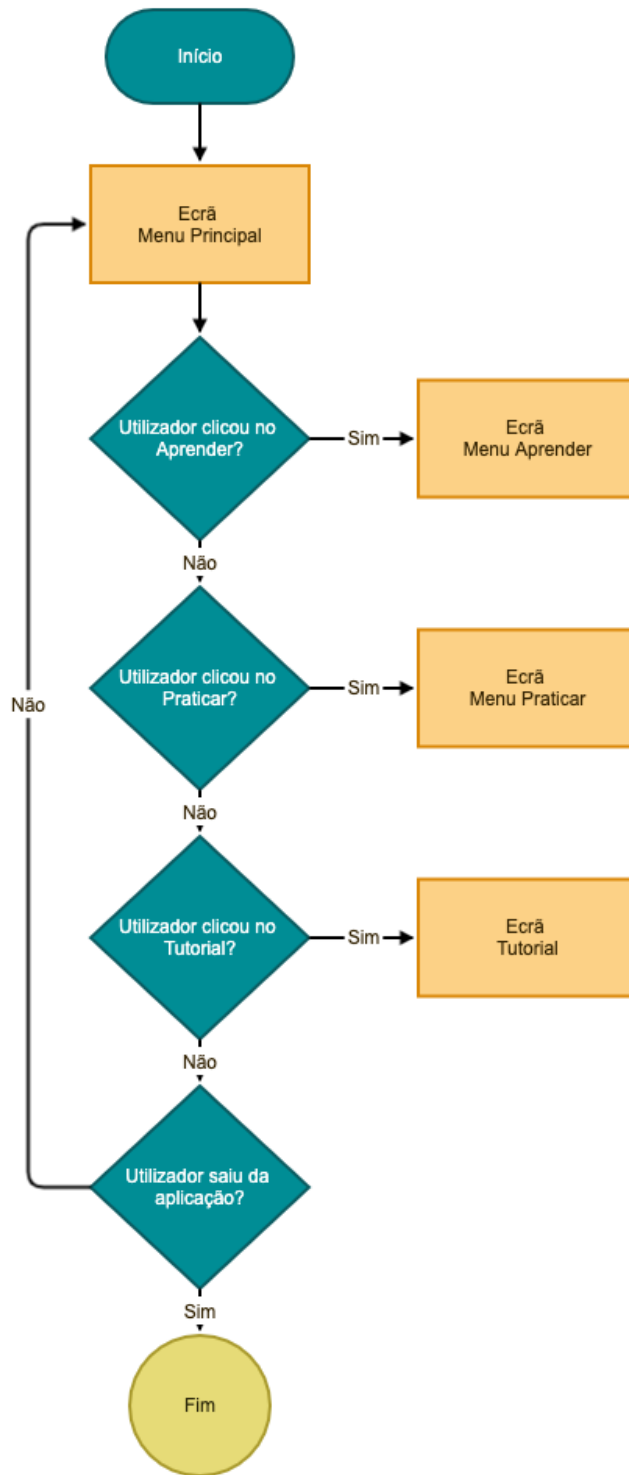 Início
Ecrã
Menu Principal
Utilizador clicou no
Aprender?
Sim
Ecrã
Menu Aprender
Não
Utilizador clicou no
Praticar?
Sim
Ecrã
Menu Praticar
Não
Não
Utilizador clicou no
Tutorial?
Sim
Ecrã
Tutorial
Não
Utilizador saiu da
aplicação?
Sim
Fim